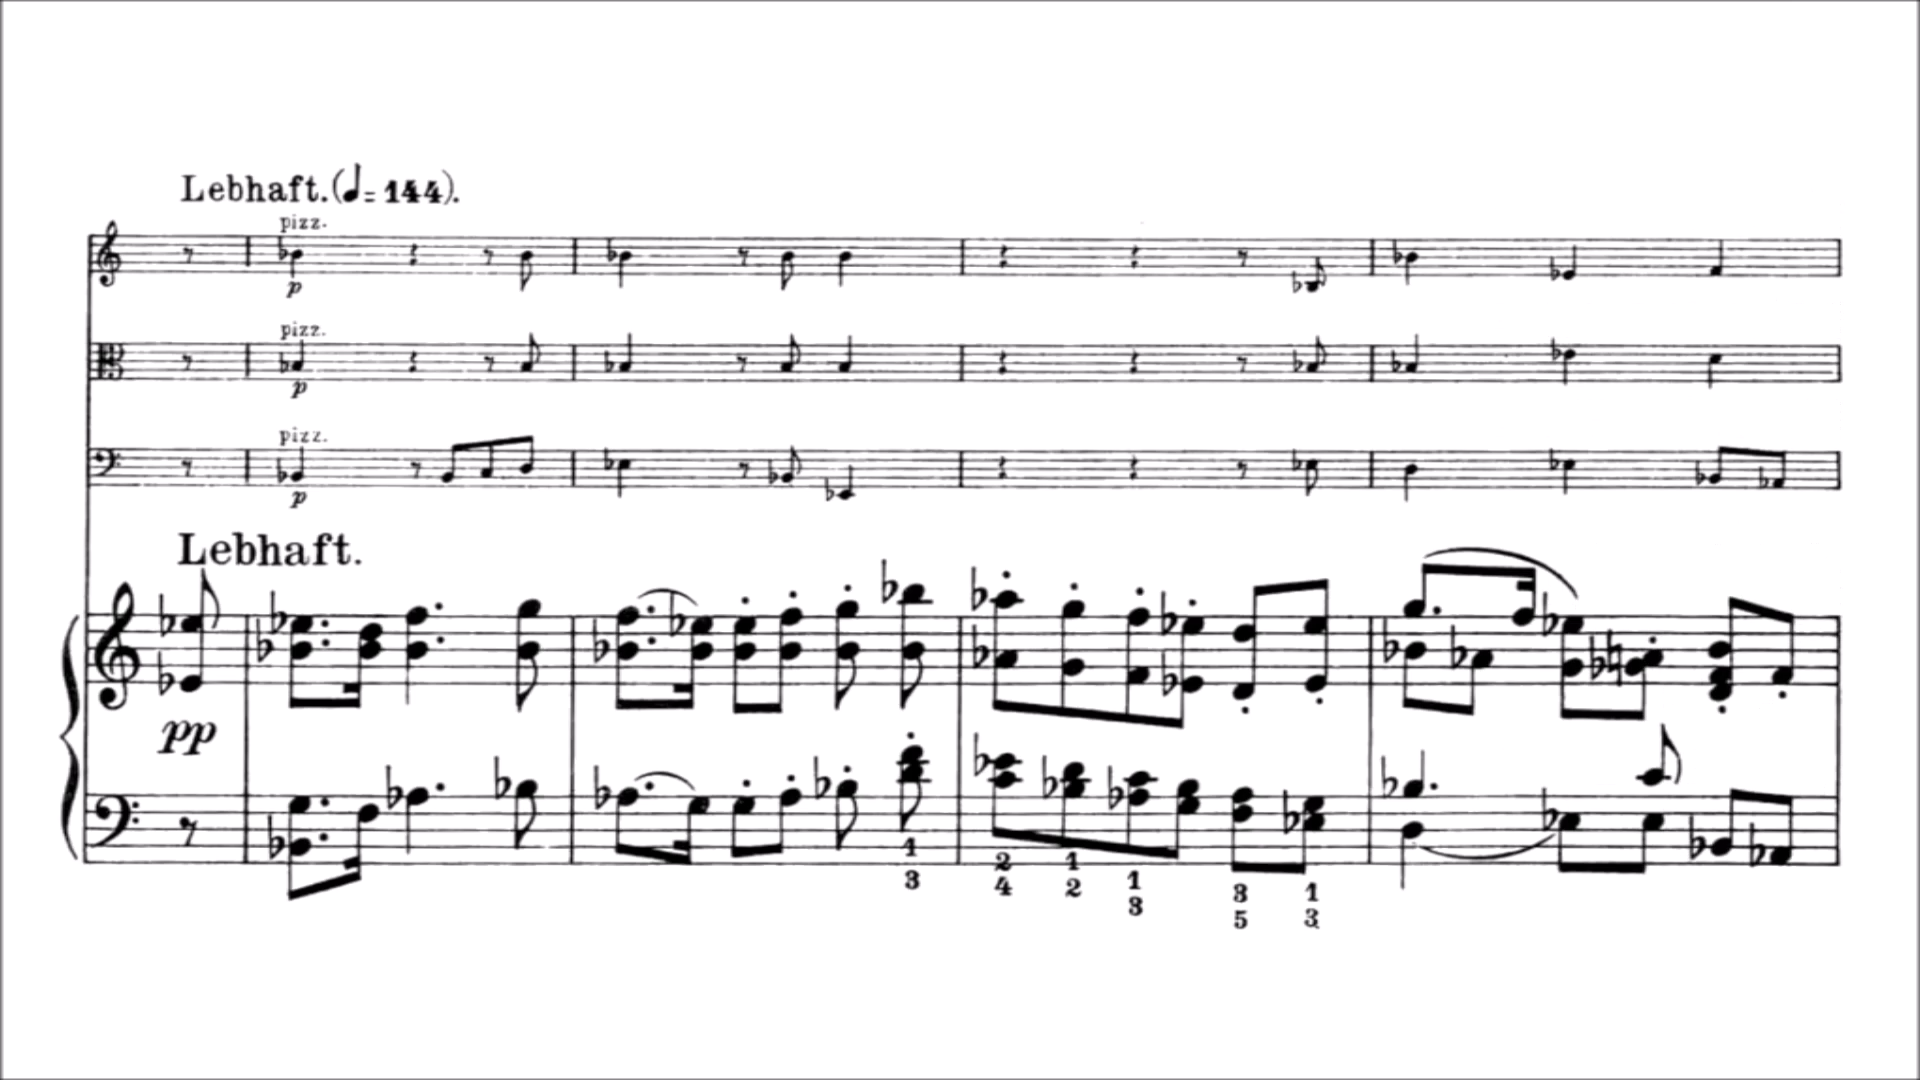 Lebhaft. (♩= 144).
pizz.
p
pizz.
p
pizz.
p
Lebhaft.
pp
1 2 1
3 4 2 1 3 1
3 5 3